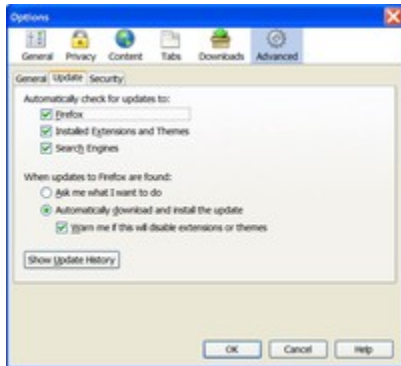 Options
General Privacy Content Tabs Downloads Advanced
General Update Security
Automatically check for updates to:
Firefox
Installed Extensions and Themes
Search Engines
When updates to Firefox are found:
Ask me what I want to do
Automatically download and install the update
Warn me if this will disable extensions or themes
Show Update History
OK Cancel Help